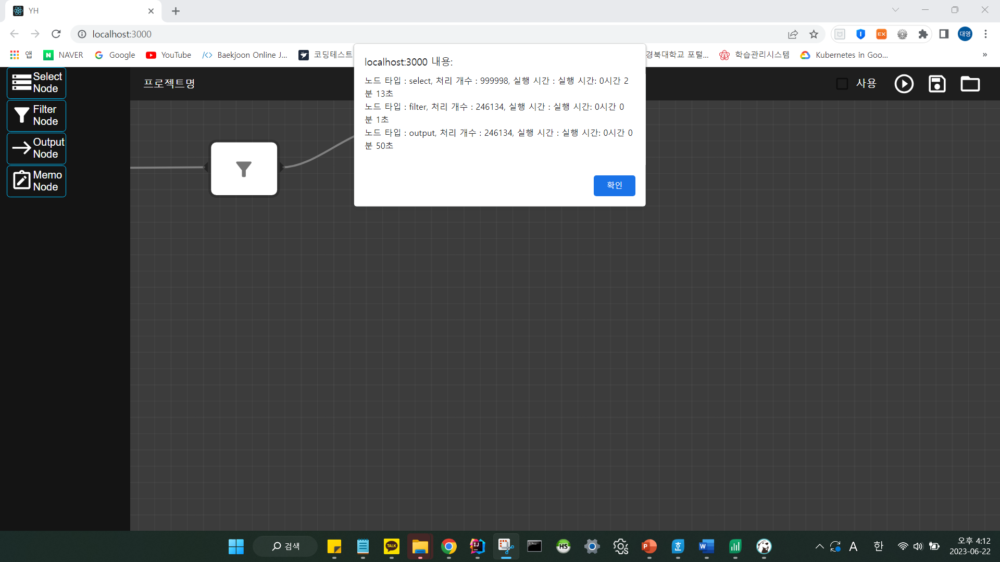 YH
localhost:3000
대영
앱
NAVER
Google
YouTube
Baekjoon Online J...
코딩테스트
경북대학교 포털...
학습관리시스템
Kubernetes in Goo...
»
localhost:3000 내용:
노드 타입 : select, 처리 개수 : 999998, 실행 시간 : 실행 시간: 0시간 2
분 13초
노드 타입 : filter, 처리 개수 : 246134, 실행 시간 : 실행 시간: 0시간 0
분 1초
노드 타입 : output, 처리 개수 : 246134, 실행 시간 : 실행 시간: 0시간 0
분 50초
확인
Select
Node
Filter
Node
Output
Node
Memo
Node
프로젝트명
사용
검색
TALK
IJ
HS
P
호
W
A
한
오후 4:12
2023-06-22